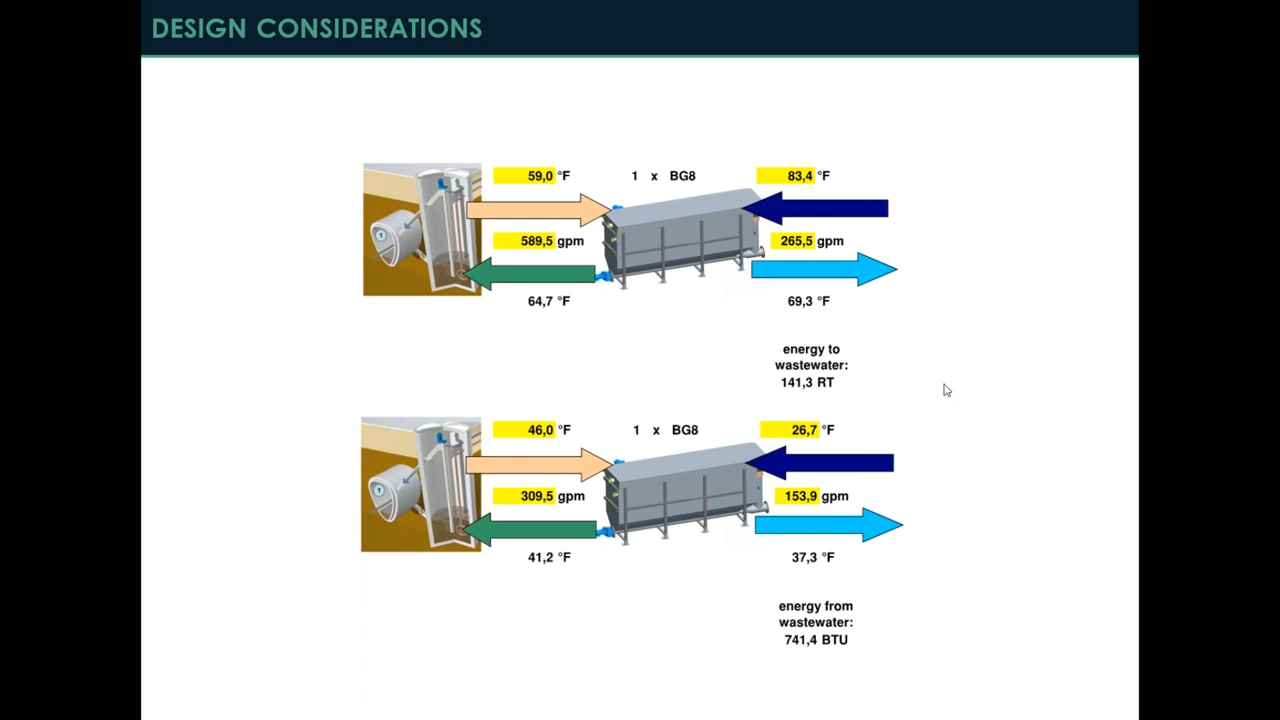 DESIGN CONSIDERATIONS
59,0 °F
1 x BG8
83,4 °F
589,5 gpm
265,5 gpm
64,7 °F
69,3 °F
energy to
wastewater:
141,3 RT
46,0 °F
1 x BG8
26,7 °F
309,5 gpm
153,9 gpm
41,2 °F
37,3 °F
energy from
wastewater:
741,4 BTU